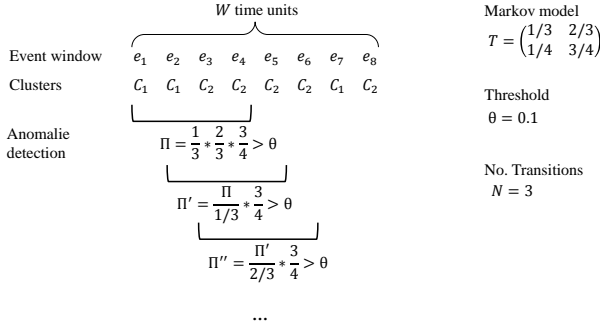 W time units
Event window e1 e2 e3 e4 e5 e6 e7 e8
Clusters C1 C1 C2 C2 C2 C2 C1 C2
Anomalie
detection
Π = 1/3 * 2/3 * 3/4 > θ
Π′ = Π/(1/3) * 3/4 > θ
Π′′ = Π′/(2/3) * 3/4 > θ
...
Markov model
T = (1/3 2/3
1/4 3/4)
Threshold
θ = 0.1
No. Transitions
N = 3